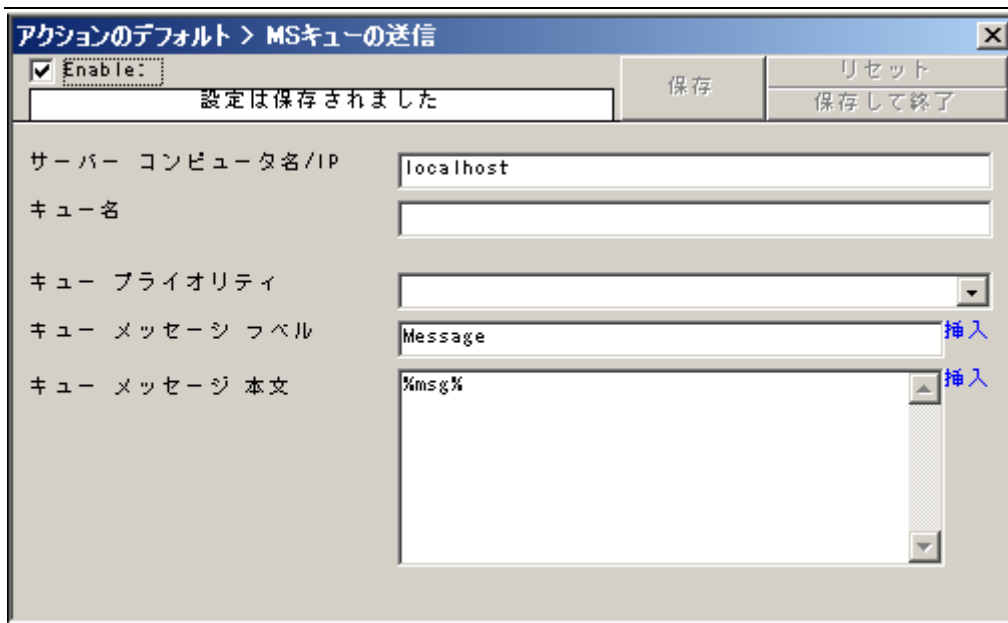 アクションのデフォルト > MSキューの送信
Enable:
設定は保存されました
保存
リセット
保存して終了
サーバー コンピュータ名/IP
localhost
キュー名
キュー プライオリティ
キュー メッセージ ラベル
Message
挿入
キュー メッセージ 本文
%msg%
挿入